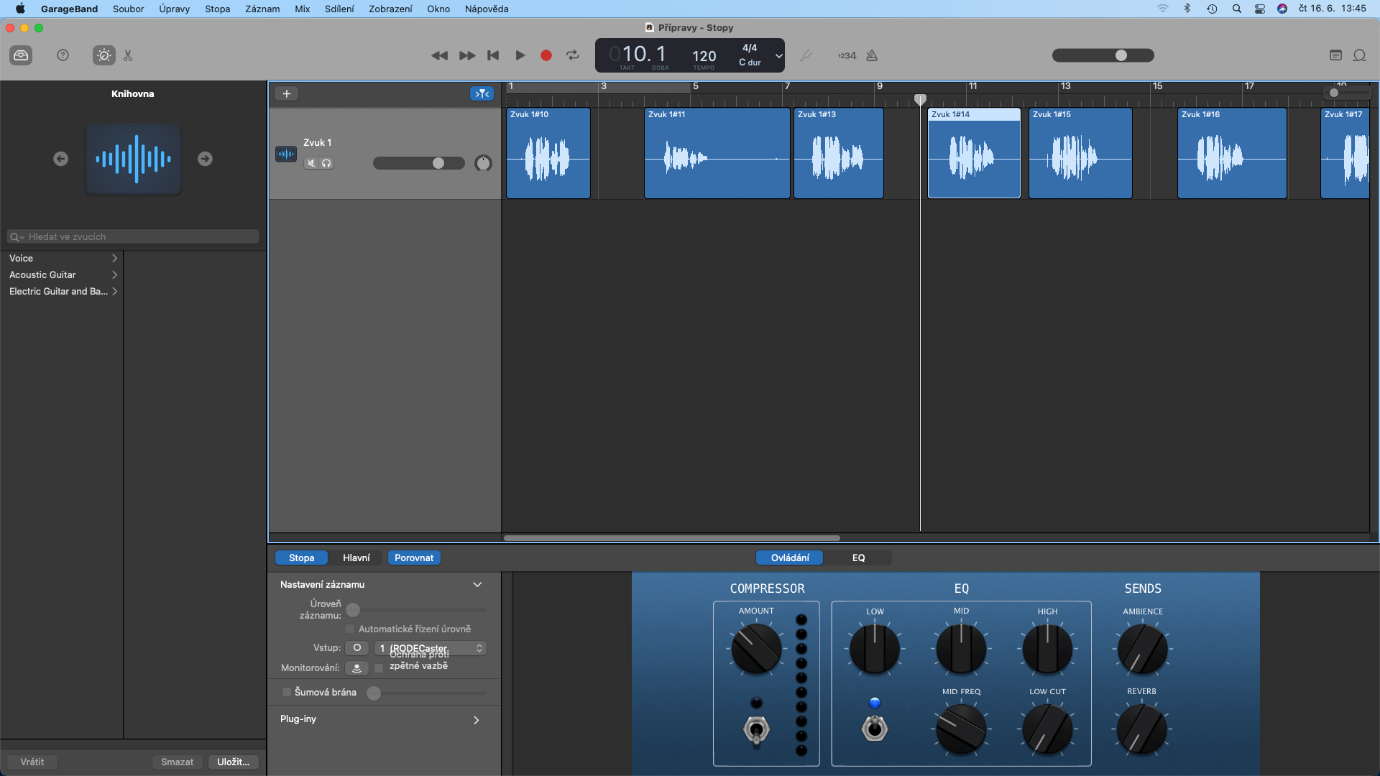 GarageBand Soubor Úpravy Stopa Záznam Mix Sdílení Zobrazení Okno Nápověda čt 16. 6. 13:45
Přípravy – Stopy
010. 1 120 4/4 C dur
TAKT DOBA TEMPO
1234
Knihovna
1 3 5 7 9 11 13 15 17
Zvuk 1#10 Zvuk 1#11 Zvuk 1#13 Zvuk 1#14 Zvuk 1#15 Zvuk 1#16 Zvuk 1#17
Zvuk 1
Hledat ve zvucích
Voice
Acoustic Guitar
Electric Guitar and Ba...
Stopa Hlavní Porovnat Ovládání EQ
Nastavení záznamu
Úroveň
záznamu:
Automatické řízení úrovně
Vstup: 1 (RODECaster
Monitorování: Ochrana proti
zpětné vazbě
Šumová brána
Plug-iny
COMPRESSOR EQ SENDS
AMOUNT LOW MID HIGH AMBIENCE
MID FREQ LOW CUT REVERB
Vrátit Smazat Uložit...